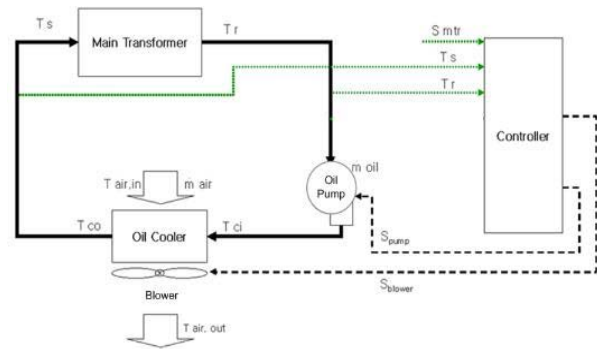 T s
Main Transformer
T r
S mtr
T s
T r
Controller
m oil
Oil Pump
T air,in
m air
T co
Oil Cooler
T ci
S pump
S blower
Blower
T air, out